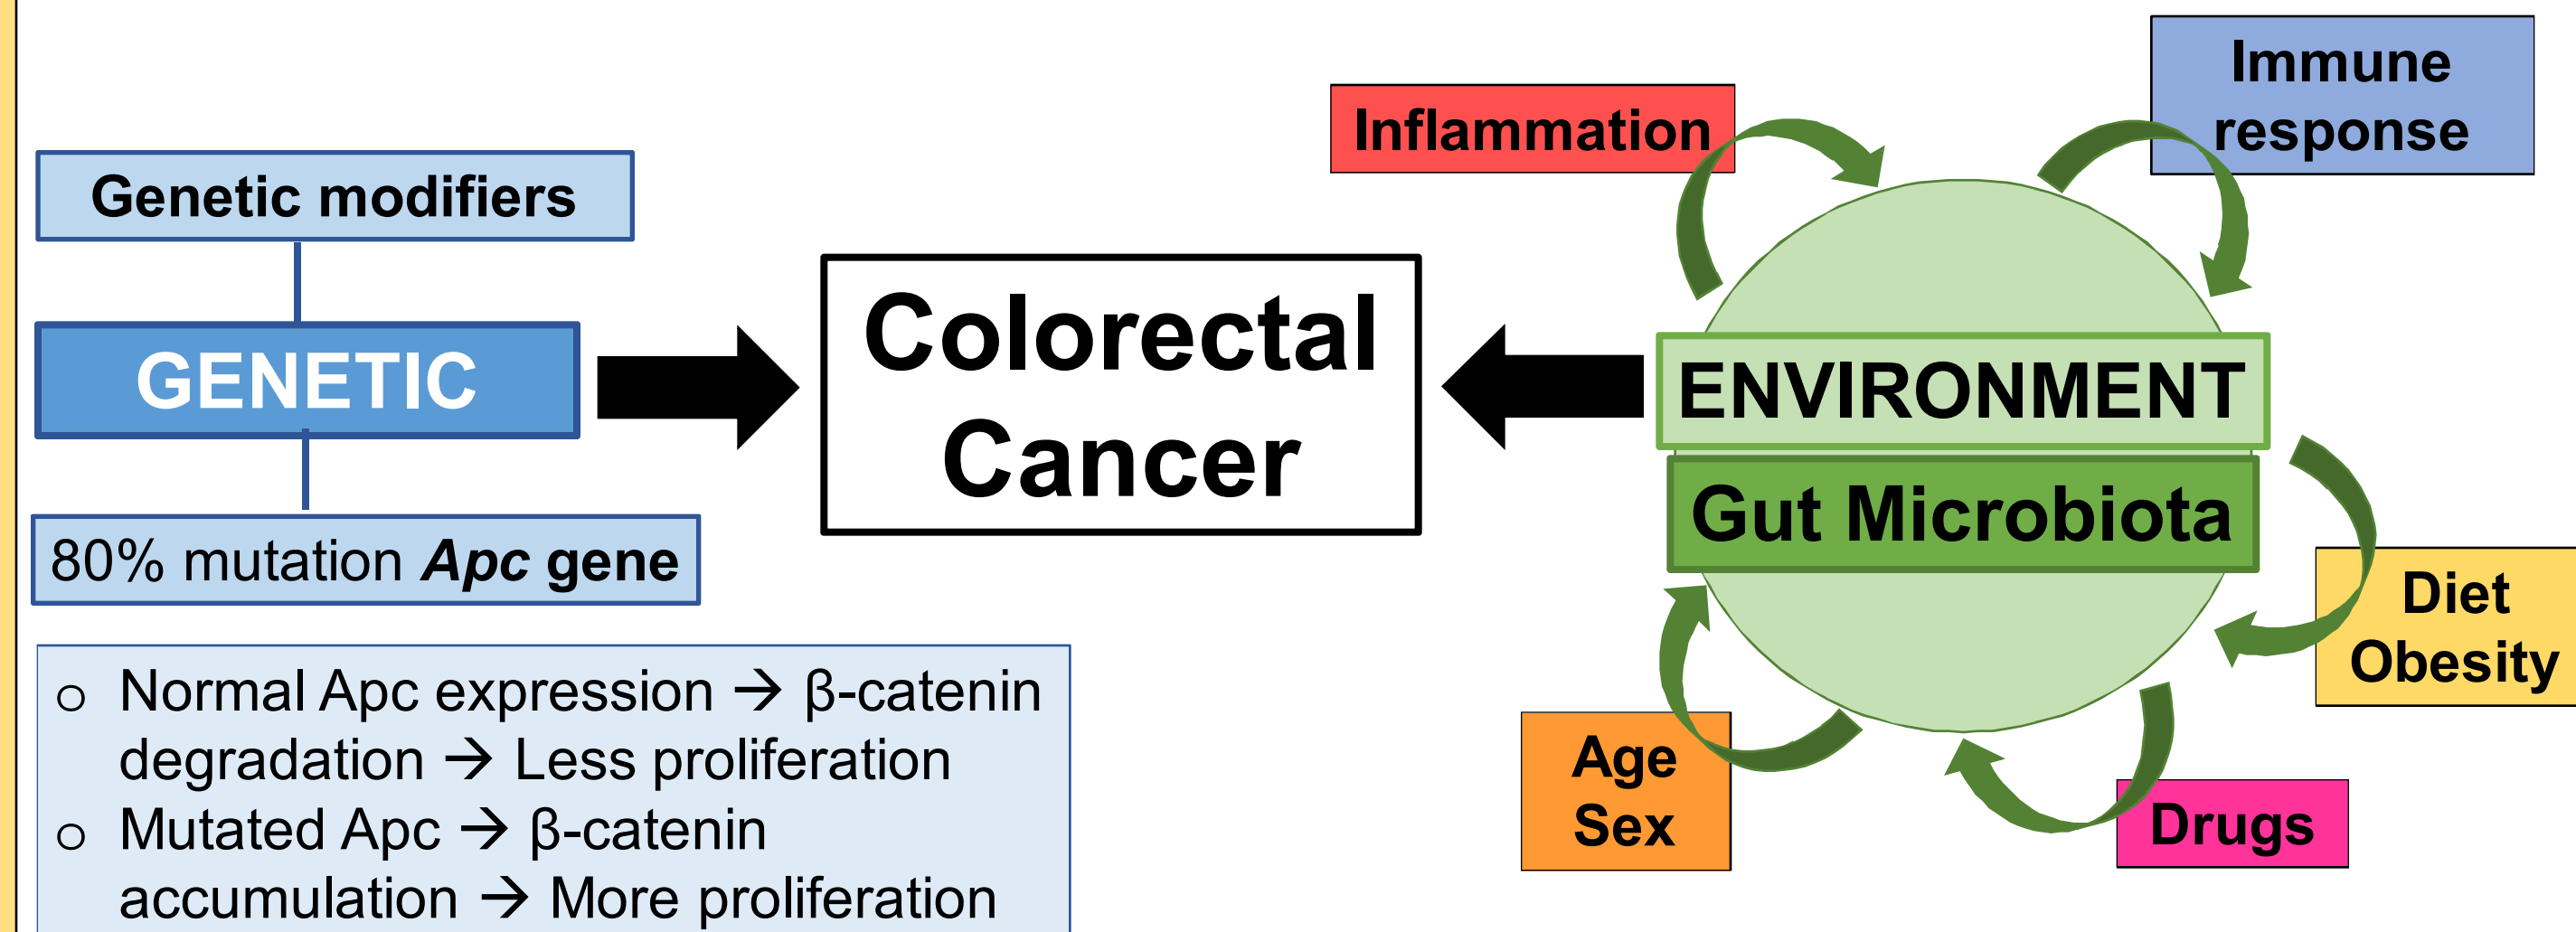 Genetic modifiers
GENETIC
80% mutation Apc gene
o Normal Apc expression → β-catenin
degradation → Less proliferation
o Mutated Apc → β-catenin
accumulation → More proliferation
Colorectal
Cancer
Inflammation
Immune
response
ENVIRONMENT
Gut Microbiota
Diet
Obesity
Age
Sex
Drugs